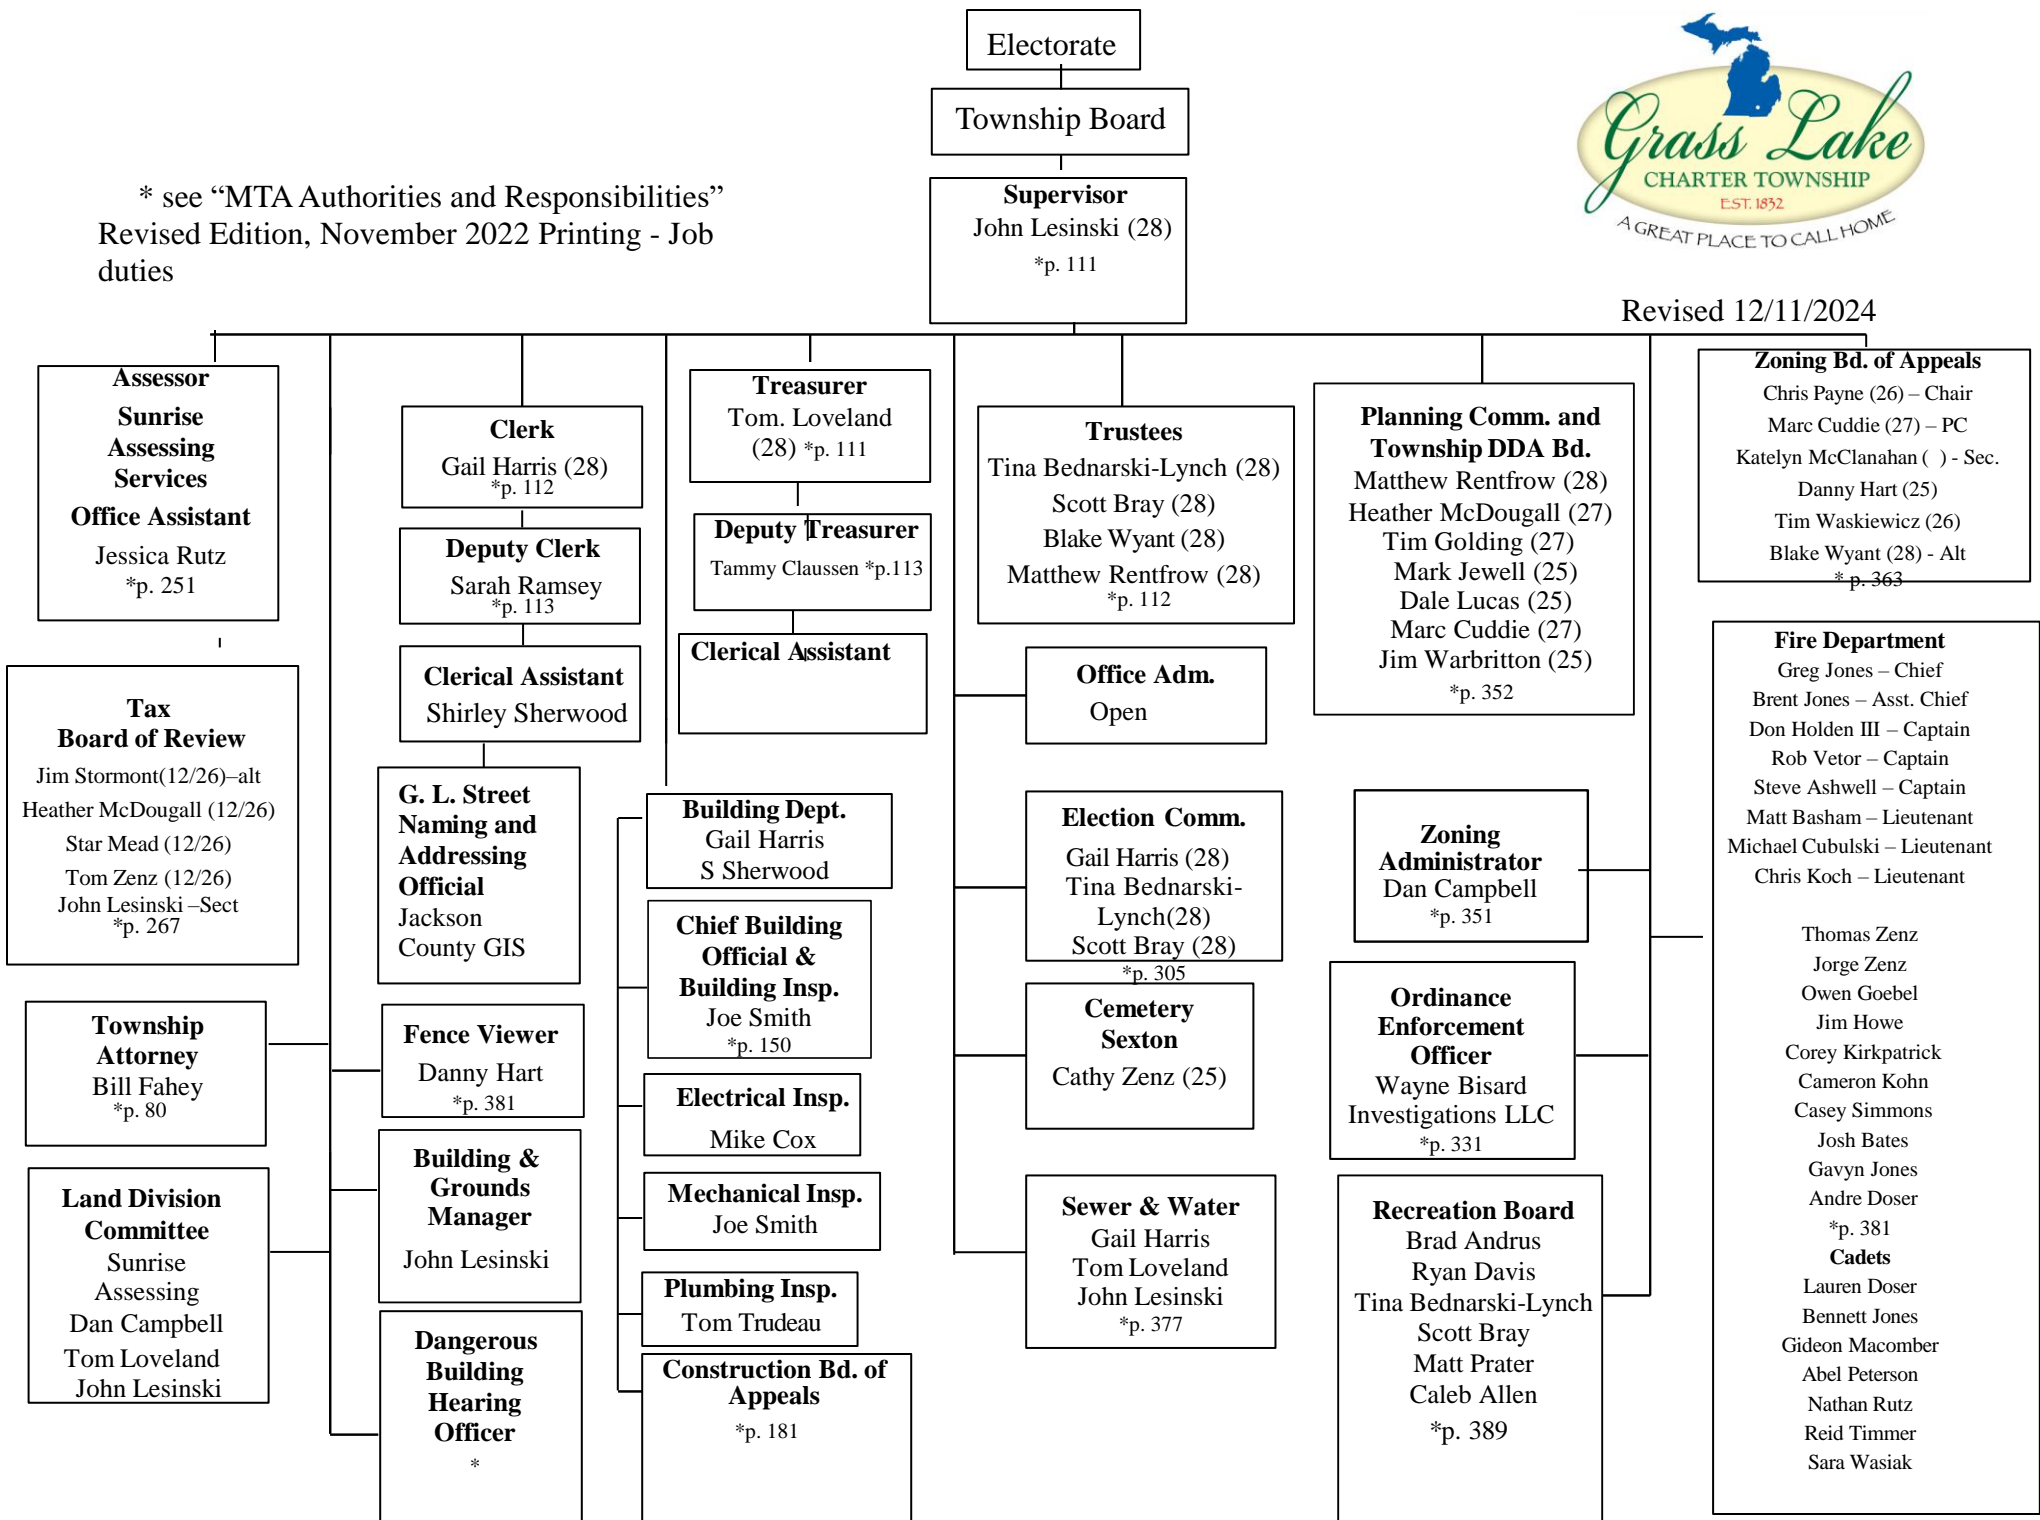 Electorate
Township Board
Supervisor
John Lesinski (28)
*p. 111
Grass Lake
CHARTER TOWNSHIP
EST. 1832
A GREAT PLACE TO CALL HOME
* see “MTA Authorities and Responsibilities”
Revised Edition, November 2022 Printing - Job
duties
Revised 12/11/2024
Assessor
Sunrise
Assessing
Services
Office Assistant
Jessica Rutz
*p. 251
Tax
Board of Review
Jim Stormont(12/26)–alt
Heather McDougall (12/26)
Star Mead (12/26)
Tom Zenz (12/26)
John Lesinski –Sect
*p. 267
Township
Attorney
Bill Fahey
*p. 80
Land Division
Committee
Sunrise
Assessing
Dan Campbell
Tom Loveland
John Lesinski
Clerk
Gail Harris (28)
*p. 112
Deputy Clerk
Sarah Ramsey
*p. 113
Clerical Assistant
Shirley Sherwood
G. L. Street
Naming and
Addressing
Official
Jackson
County GIS
Fence Viewer
Danny Hart
*p. 381
Building &
Grounds
Manager
John Lesinski
Dangerous
Building
Hearing
Officer
*
Treasurer
Tom. Loveland
(28) *p. 111
Deputy Treasurer
Tammy Claussen *p.113
Clerical Assistant
Building Dept.
Gail Harris
S Sherwood
Chief Building
Official &
Building Insp.
Joe Smith
*p. 150
Electrical Insp.
Mike Cox
Mechanical Insp.
Joe Smith
Plumbing Insp.
Tom Trudeau
Construction Bd. of
Appeals
*p. 181
Trustees
Tina Bednarski-Lynch (28)
Scott Bray (28)
Blake Wyant (28)
Matthew Rentfrow (28)
*p. 112
Office Adm.
Open
Election Comm.
Gail Harris (28)
Tina Bednarski-
Lynch(28)
Scott Bray (28)
*p. 305
Cemetery
Sexton
Cathy Zenz (25)
Sewer & Water
Gail Harris
Tom Loveland
John Lesinski
*p. 377
Planning Comm. and
Township DDA Bd.
Matthew Rentfrow (28)
Heather McDougall (27)
Tim Golding (27)
Mark Jewell (25)
Dale Lucas (25)
Marc Cuddie (27)
Jim Warbritton (25)
*p. 352
Zoning
Administrator
Dan Campbell
*p. 351
Ordinance
Enforcement
Officer
Wayne Bisard
Investigations LLC
*p. 331
Recreation Board
Brad Andrus
Ryan Davis
Tina Bednarski-Lynch
Scott Bray
Matt Prater
Caleb Allen
*p. 389
Zoning Bd. of Appeals
Chris Payne (26) – Chair
Marc Cuddie (27) – PC
Katelyn McClanahan ( ) - Sec.
Danny Hart (25)
Tim Waskiewicz (26)
Blake Wyant (28) - Alt
* p. 363
Fire Department
Greg Jones – Chief
Brent Jones – Asst. Chief
Don Holden III – Captain
Rob Vetor – Captain
Steve Ashwell – Captain
Matt Basham – Lieutenant
Michael Cubulski – Lieutenant
Chris Koch – Lieutenant
Thomas Zenz
Jorge Zenz
Owen Goebel
Jim Howe
Corey Kirkpatrick
Cameron Kohn
Casey Simmons
Josh Bates
Gavyn Jones
Andre Doser
*p. 381
Cadets
Lauren Doser
Bennett Jones
Gideon Macomber
Abel Peterson
Nathan Rutz
Reid Timmer
Sara Wasiak